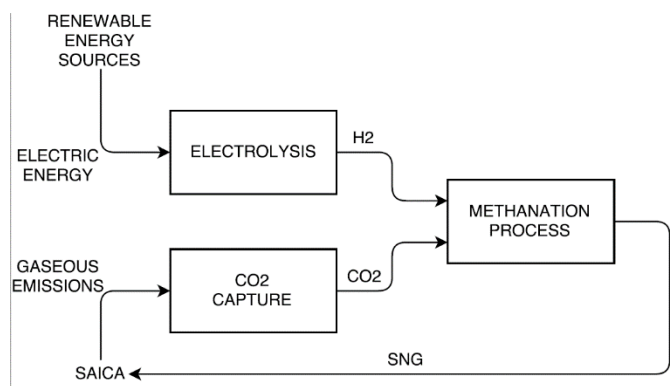 RENEWABLE
ENERGY
SOURCES
ELECTRIC
ENERGY
ELECTROLYSIS
H2
METHANATION
PROCESS
GASEOUS
EMISSIONS
CO2
CAPTURE
CO2
SNG
SAICA